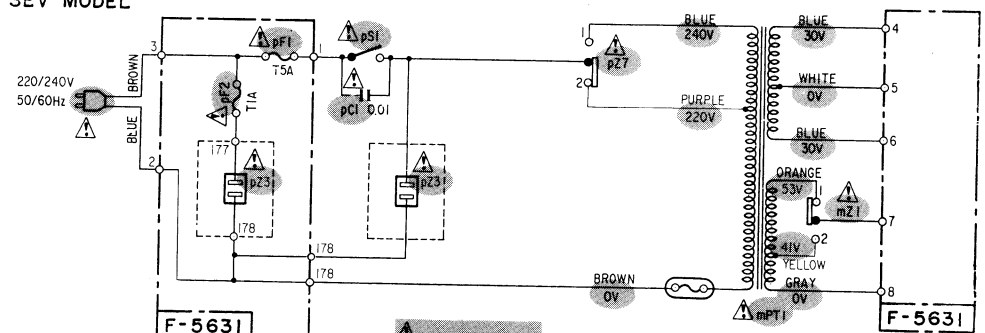 SEV MODEL
BLUE
240V
BLUE
30V
4
3
pF1
1
pS1
1
pZ7
BROWN
T5A
220/240V
50/60Hz
pF2
T1A
pC1
0.01
2
WHITE
0V
5
PURPLE
220V
BLUE
177
BLUE
30V
6
2
pZ3
pZ3
ORANGE
53V
1
mZ1
7
178
178
2
41V
YELLOW
178
BROWN
0V
GRAY
0V
8
mPT1
F-5631
F-5631